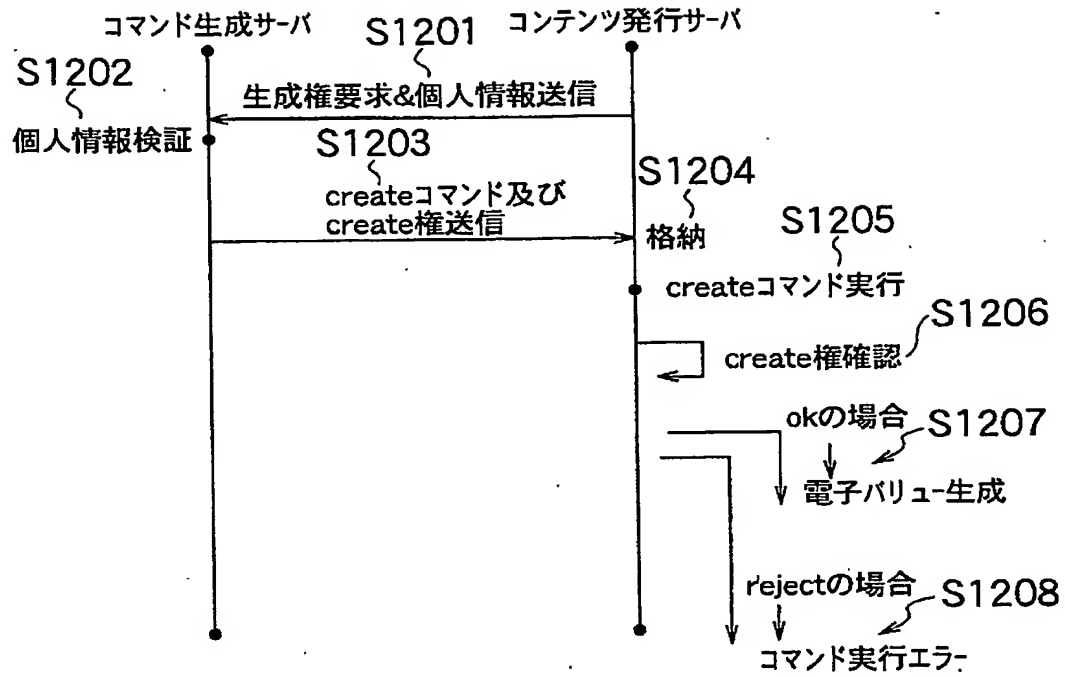 コマンド生成サーバ
コンテンツ発行サーバ
S1201
S1202
生成権要求&個人情報送信
個人情報検証
S1203
createコマンド及び
create権送信
S1204
格納
S1205
createコマンド実行
S1206
create権確認
okの場合
S1207
電子バリュー生成
rejectの場合
S1208
コマンド実行エラー